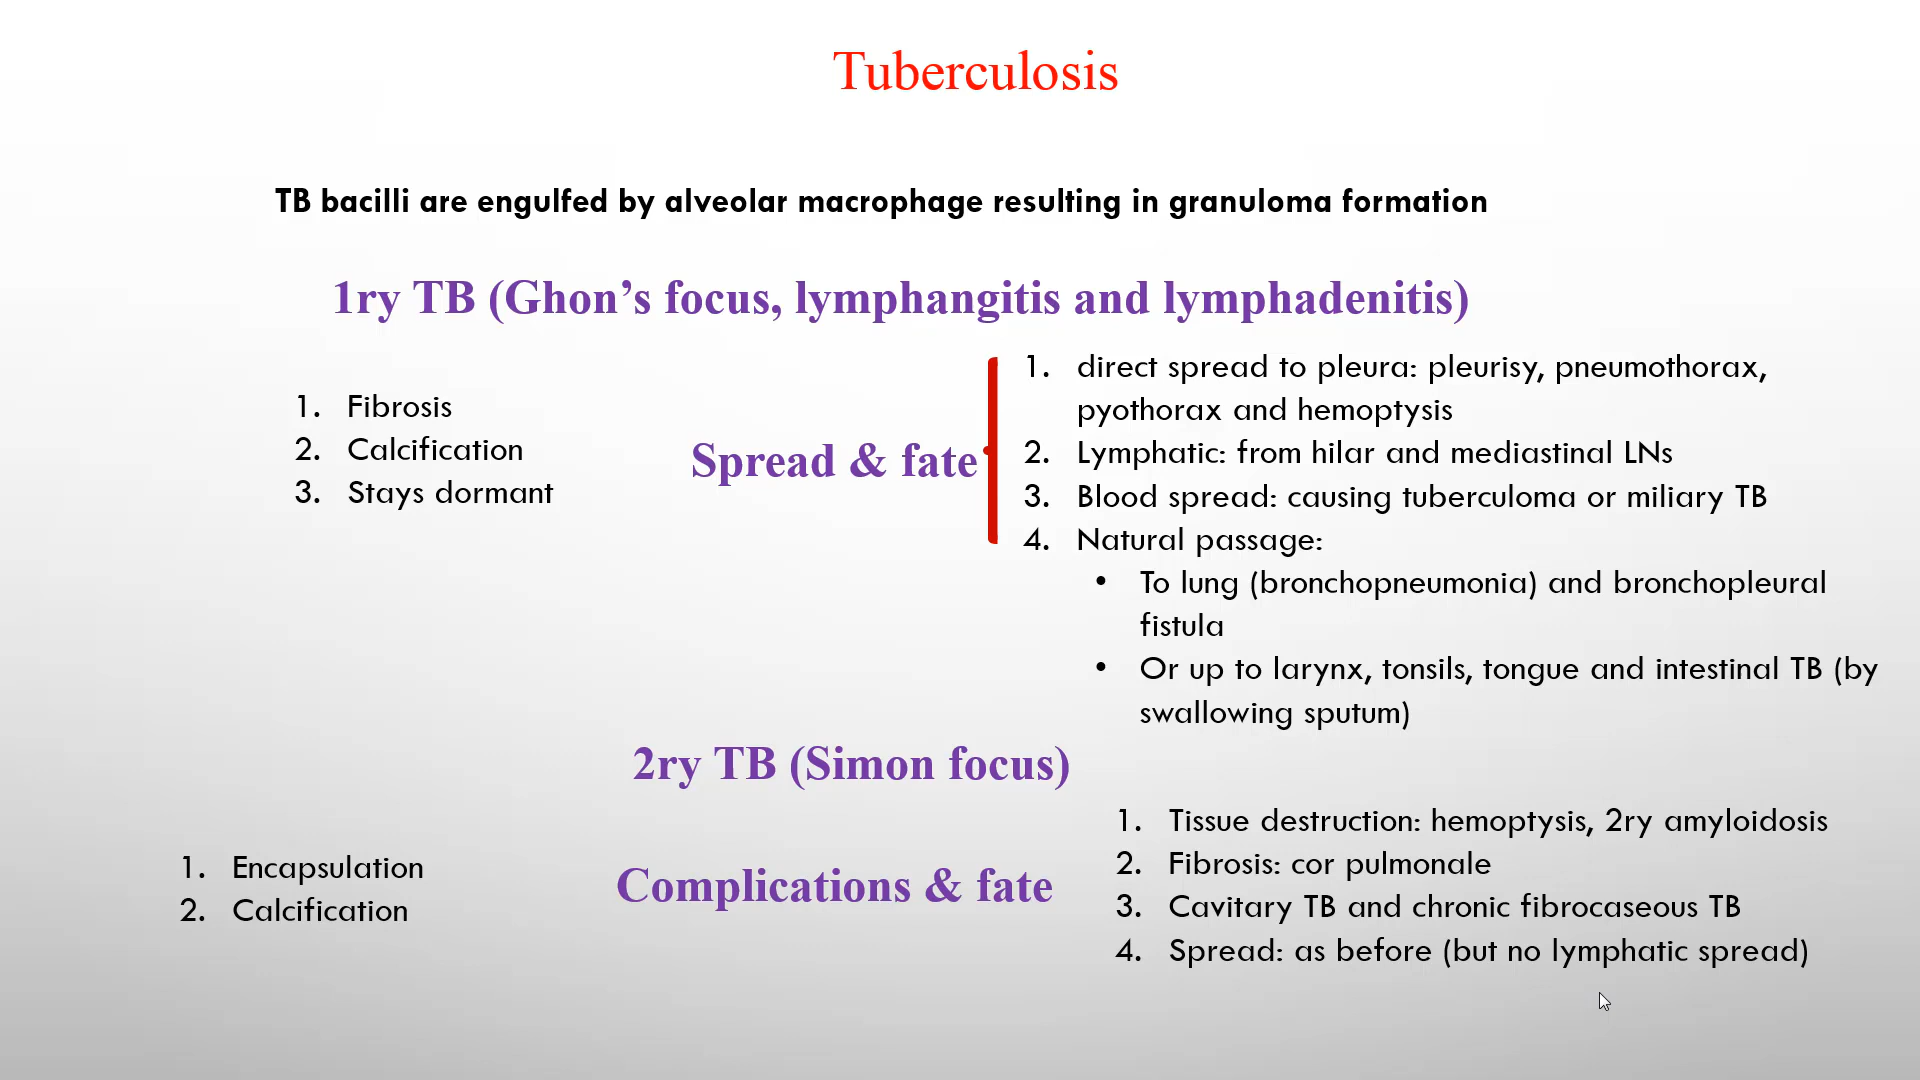 Tuberculosis
TB bacilli are engulfed by alveolar macrophage resulting in granuloma formation
1ry TB (Ghon’s focus, lymphangitis and lymphadenitis)
1. Fibrosis
2. Calcification
3. Stays dormant
Spread & fate
1. direct spread to pleura: pleurisy, pneumothorax,
pyothorax and hemoptysis
2. Lymphatic: from hilar and mediastinal LNs
3. Blood spread: causing tuberculoma or miliary TB
4. Natural passage:
• To lung (bronchopneumonia) and bronchopleural
fistula
• Or up to larynx, tonsils, tongue and intestinal TB (by
swallowing sputum)
2ry TB (Simon focus)
1. Encapsulation
2. Calcification
Complications & fate
1. Tissue destruction: hemoptysis, 2ry amyloidosis
2. Fibrosis: cor pulmonale
3. Cavitary TB and chronic fibrocaseous TB
4. Spread: as before (but no lymphatic spread)